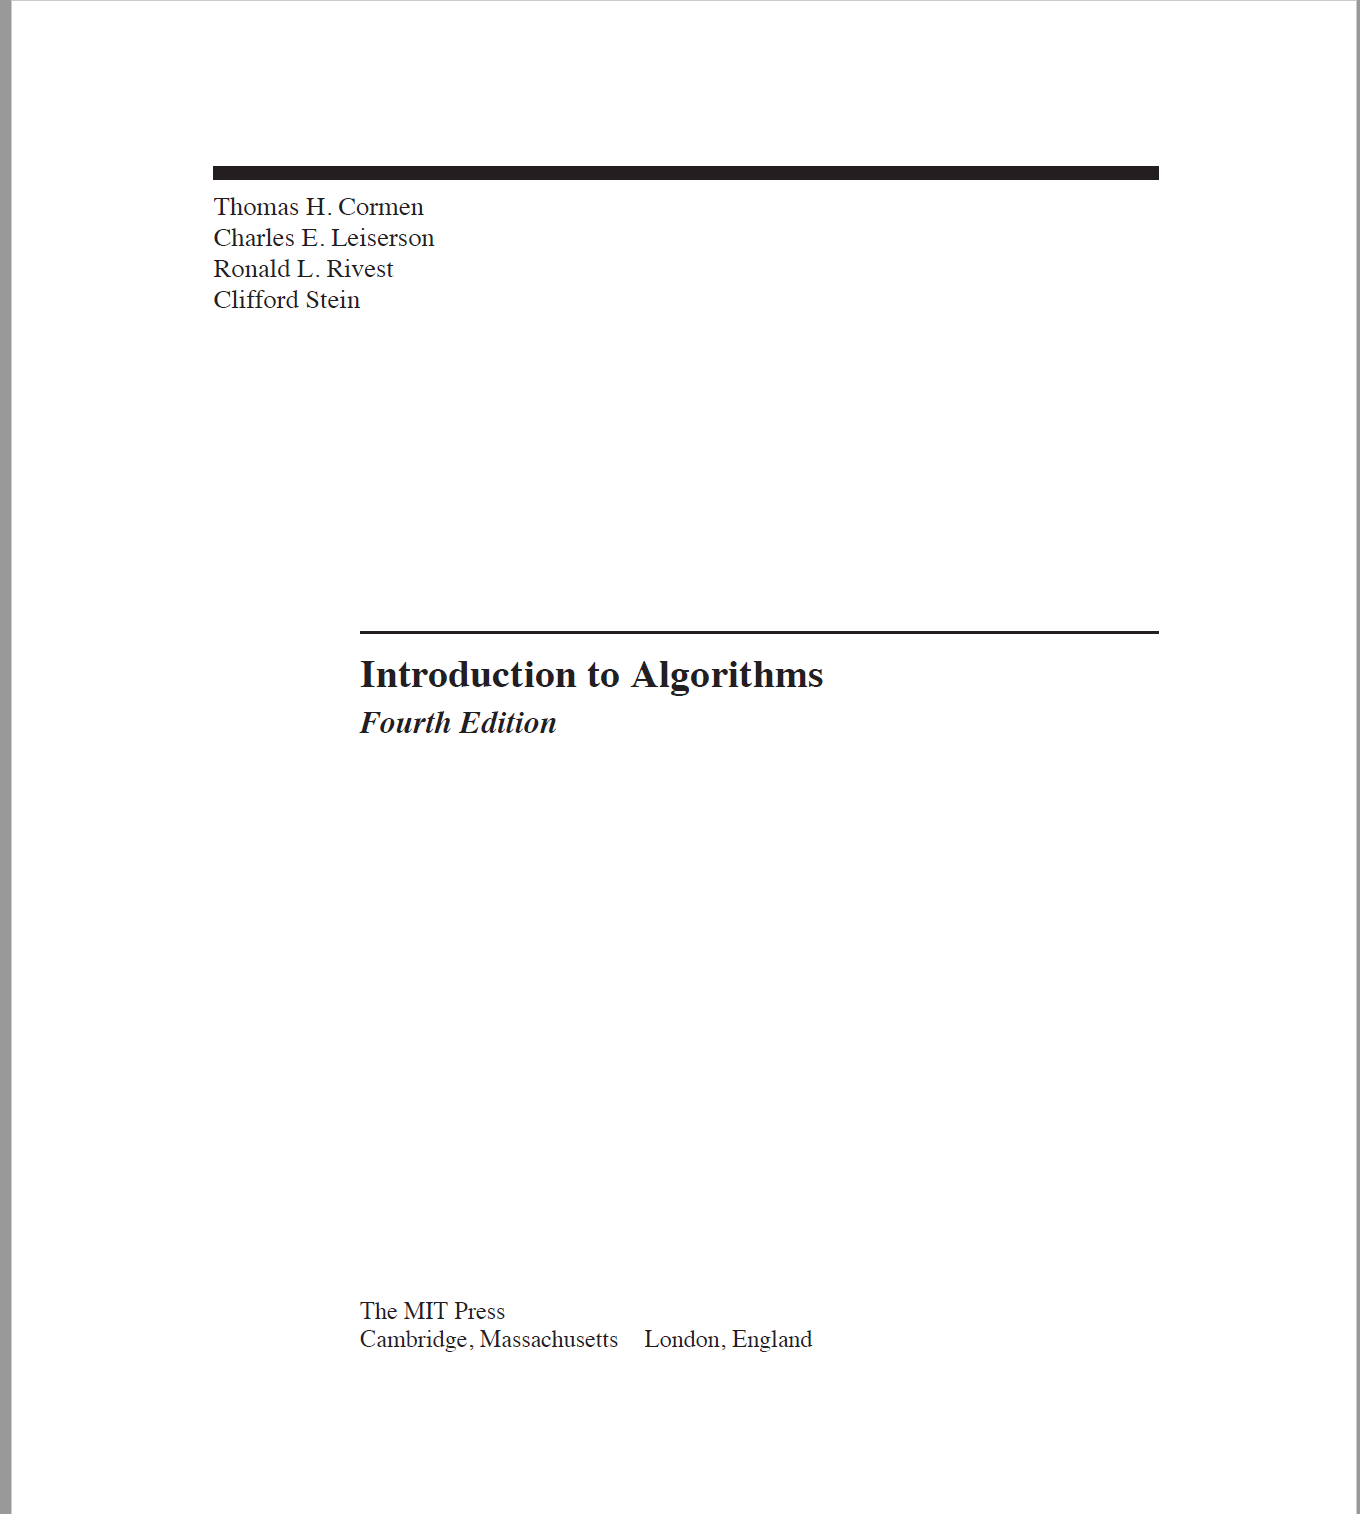 Thomas H. Cormen
Charles E. Leiserson
Ronald L. Rivest
Clifford Stein
Introduction to Algorithms
Fourth Edition
The MIT Press
Cambridge, Massachusetts London, England